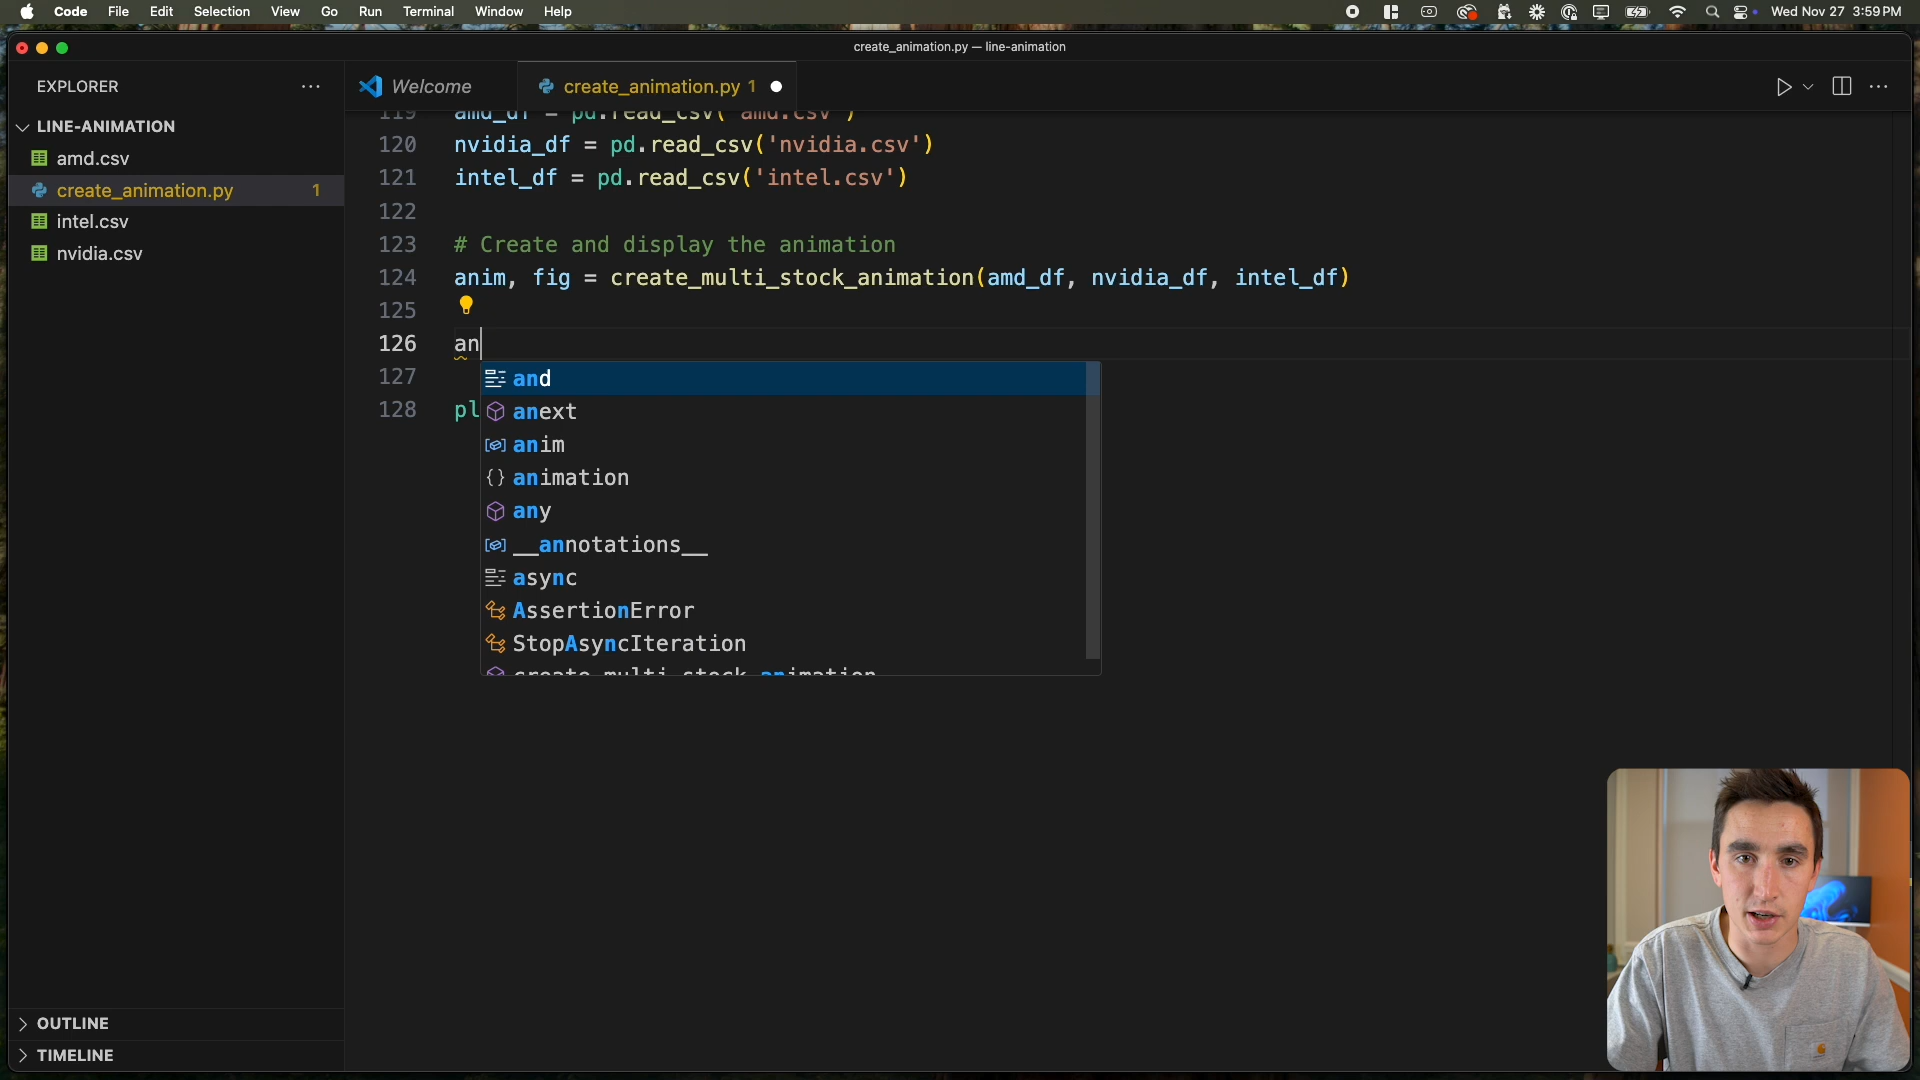 Code File Edit Selection View Go Run Terminal Window Help Wed Nov 27 3:59 PM
create_animation.py — line-animation
EXPLORER
Welcome
create_animation.py 1
LINE-ANIMATION
amd.csv
create_animation.py 1
intel.csv
nvidia.csv
119 amd_df = pd.read_csv('amd.csv')
120 nvidia_df = pd.read_csv('nvidia.csv')
121 intel_df = pd.read_csv('intel.csv')
122
123 # Create and display the animation
124 anim, fig = create_multi_stock_animation(amd_df, nvidia_df, intel_df)
125
126 an
127
128 pl
and
anext
anim
animation
any
__annotations__
async
AssertionError
StopAsyncIteration
create_multi_stock_animation
OUTLINE
TIMELINE